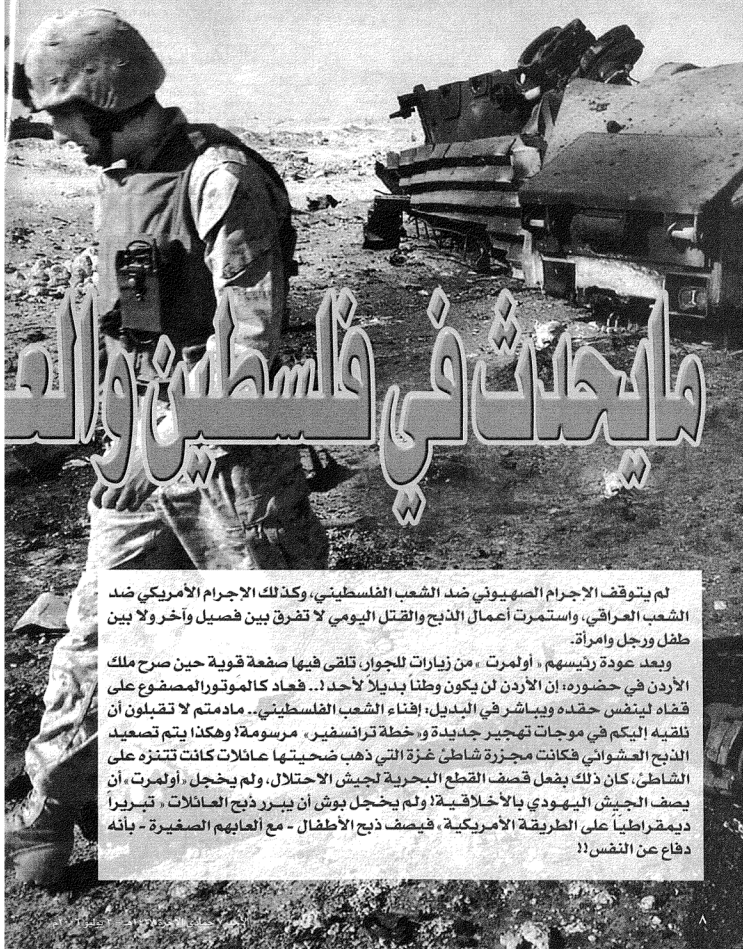 مايحدث في فلسطين والعـ
لم يتوقف الإجرام الصهيوني ضد الشعب الفلسطيني، وكذلك الإجرام الأمريكي ضد
الشعب العراقي، واستمرت أعمال الذبح والقتل اليومي لا تفرق بين فصيل وآخر ولا بين
طفل ورجل وامرأة.
وبعد عودة رئيسهم «أولمرت» من زيارات للجوار، تلقى فيها صفعة قوية حين صرح ملك
الأردن في حضوره: إن الأردن لن يكون وطناً بديلاً لأحد!.. فعاد كالموتور المصفوع على
قفاه لينفس حقده ويباشر في البديل: إفناء الشعب الفلسطيني.. مادمتم لا تقبلون أن
نلقيه إليكم في موجات تهجير جديدة و«خطة ترانسفير» مرسومة! وهكذا يتم تصعيد
الذبح العشوائي فكانت مجزرة شاطئ غزة التي ذهب ضحيتها عائلات كانت تتنزه على
الشاطئ، كان ذلك بفعل قصف القطع البحرية لجيش الاحتلال، ولم يخجل «أولمرت» أن
يصف الجيش اليهودي بالأخلاقية! ولم يخجل بوش أن يبرر ذبح العائلات «تبريرا
ديمقراطياً على الطريقة الأمريكية» فيصف ذبح الأطفال - مع ألعابهم الصغيرة - بأنه
دفاع عن النفس!!
٨